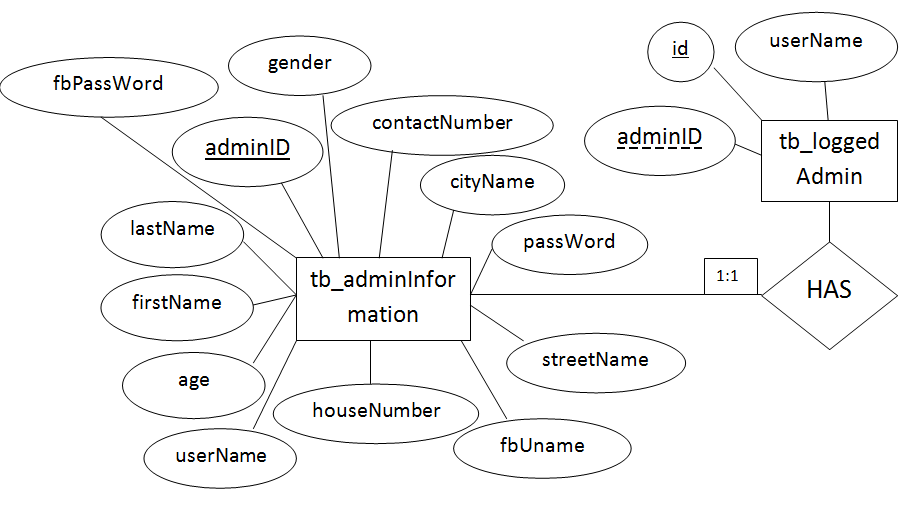 id
userName
gender
fbPassWord
contactNumber
adminID
adminID
tb_logged
Admin
cityName
lastName
passWord
tb_adminInfor
mation
1:1
HAS
firstName
streetName
age
houseNumber
fbUname
userName